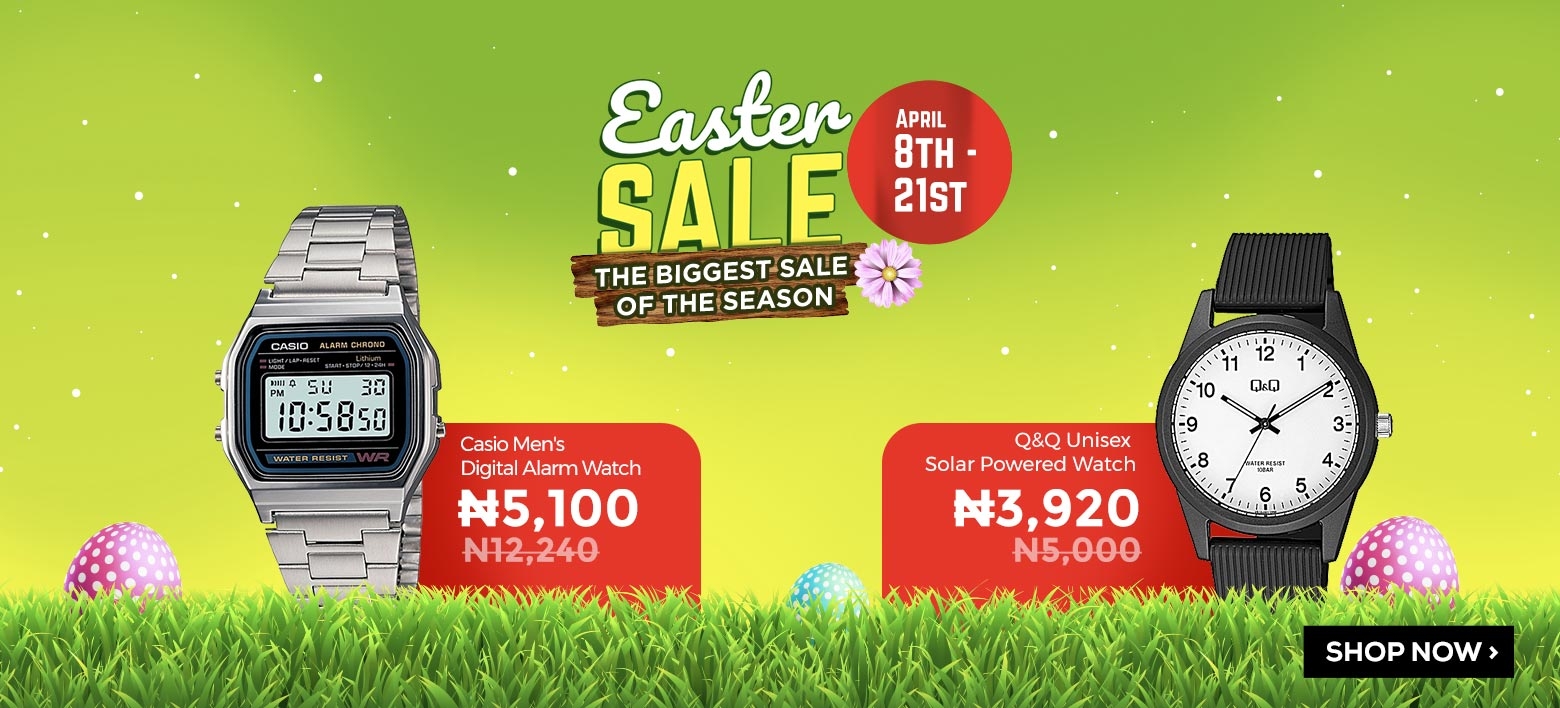 Easter
SALE
THE BIGGEST SALE
OF THE SEASON
APRIL
8TH -
21ST
CASIO ALARM CHRONO
LIGHT / LAP-RESET
MODE
Lithium
START-STOP / 12-24H
PM SU 30
10:58 50
WATER RESIST WR
Casio Men's
Digital Alarm Watch
₦5,100
N12,240
Q&Q Unisex
Solar Powered Watch
₦3,920
N5,000
12
1
2
3
4
5
6
7
8
9
10
11
Q&Q
WATER RESIST
10BAR
SHOP NOW ›